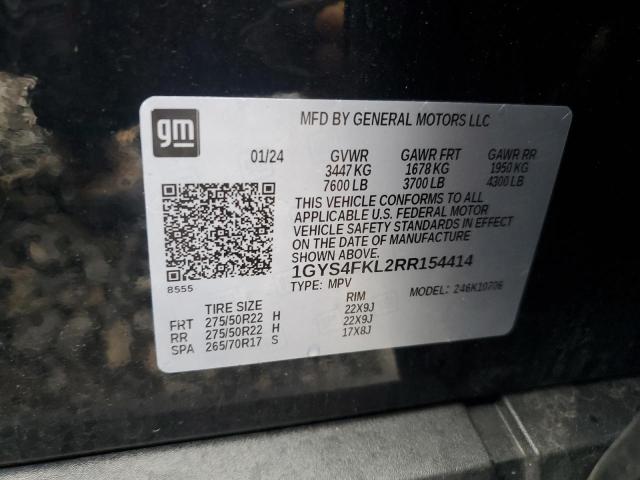 gm
MFD BY GENERAL MOTORS LLC
01/24 GVWR GAWR FRT GAWR RR
3447 KG 1678 KG 1950 KG
7600 LB 3700 LB 4300 LB
THIS VEHICLE CONFORMS TO ALL
APPLICABLE U.S. FEDERAL MOTOR
VEHICLE SAFETY STANDARDS IN EFFECT
ON THE DATE OF MANUFACTURE
SHOWN ABOVE.
1GYS4FKL2RR154414
8555
TYPE: MPV MODEL: 246K10706
TIRE SIZE RIM
FRT 275/50R22 H 22X9J
RR 275/50R22 H 22X9J
SPA 265/70R17 S 17X8J